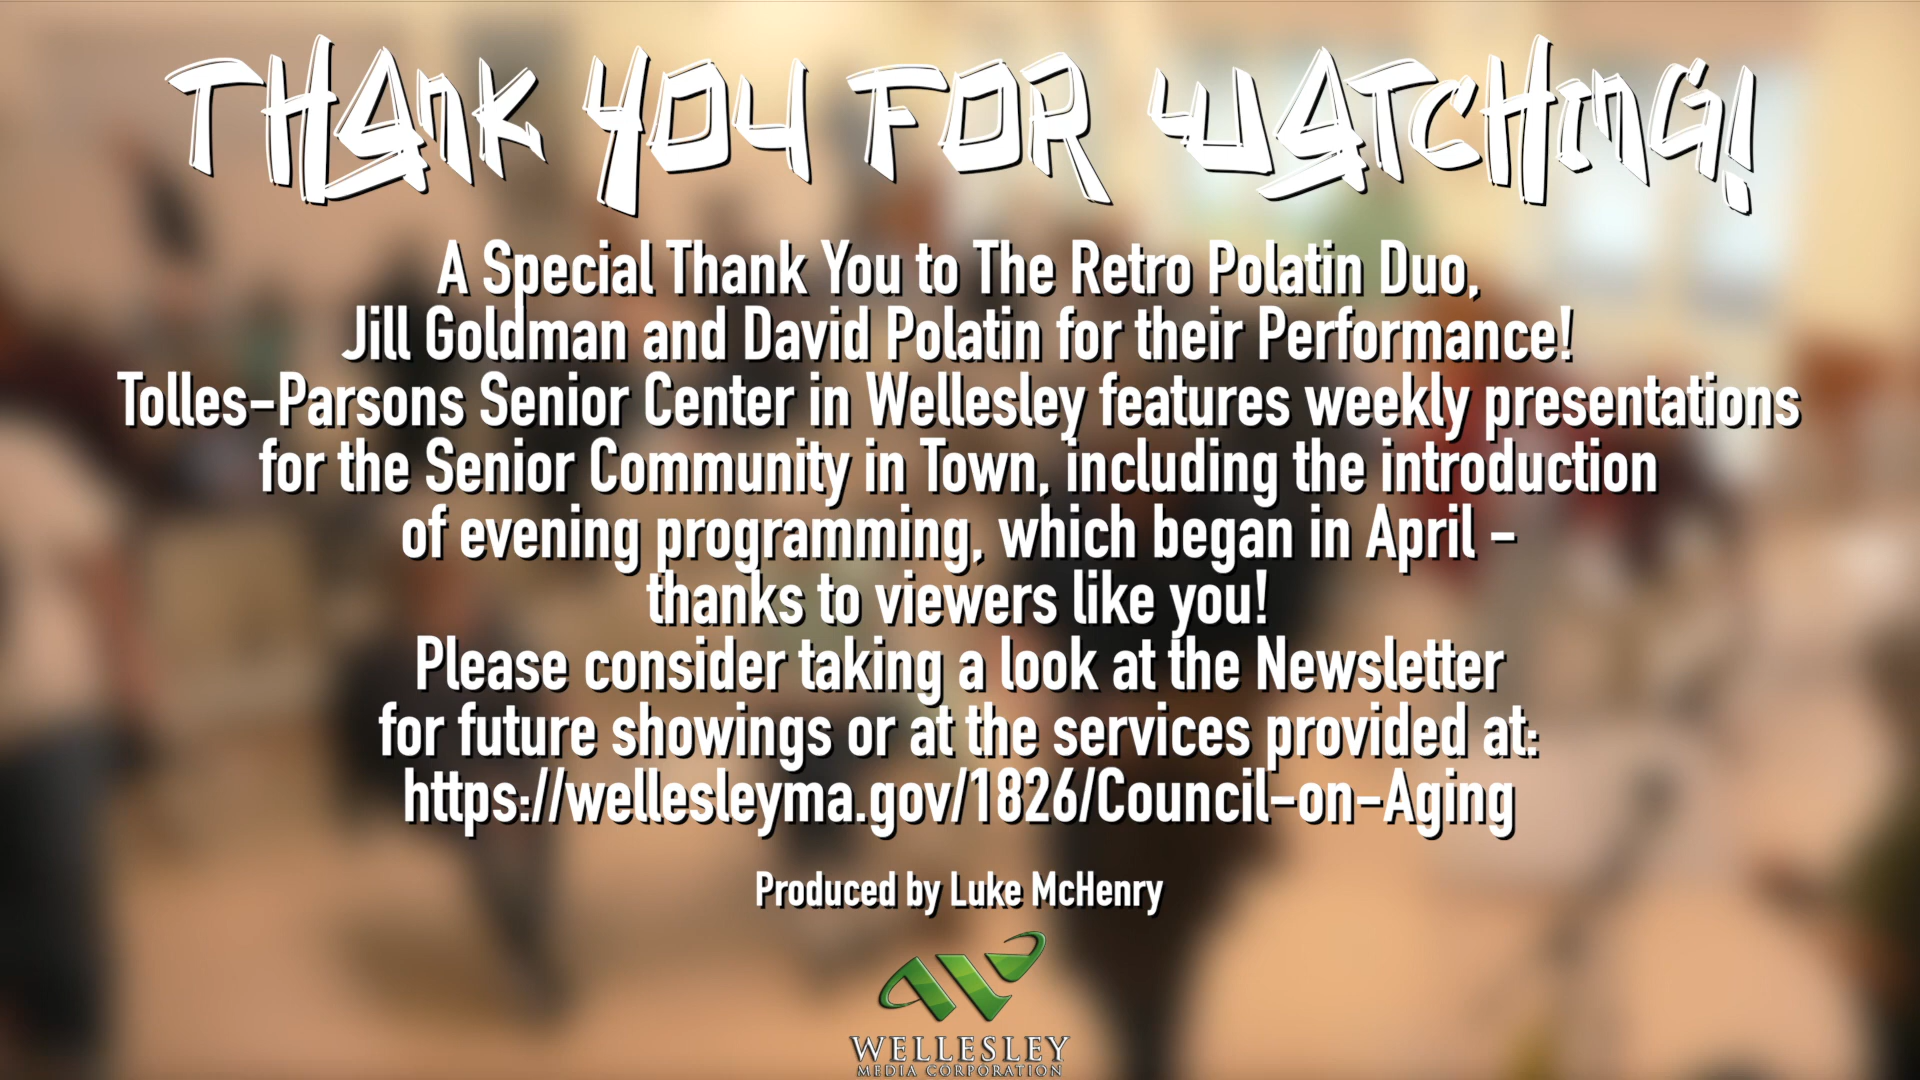 THANK YOU FOR WATCHING!
A Special Thank You to The Retro Polatin Duo,
Jill Goldman and David Polatin for their Performance!
Tolles-Parsons Senior Center in Wellesley features weekly presentations
for the Senior Community in Town, including the introduction
of evening programming, which began in April -
thanks to viewers like you!
Please consider taking a look at the Newsletter
for future showings or at the services provided at:
https://wellesleyma.gov/1826/Council-on-Aging
Produced by Luke McHenry
WELLESLEY
MEDIA CORPORATION